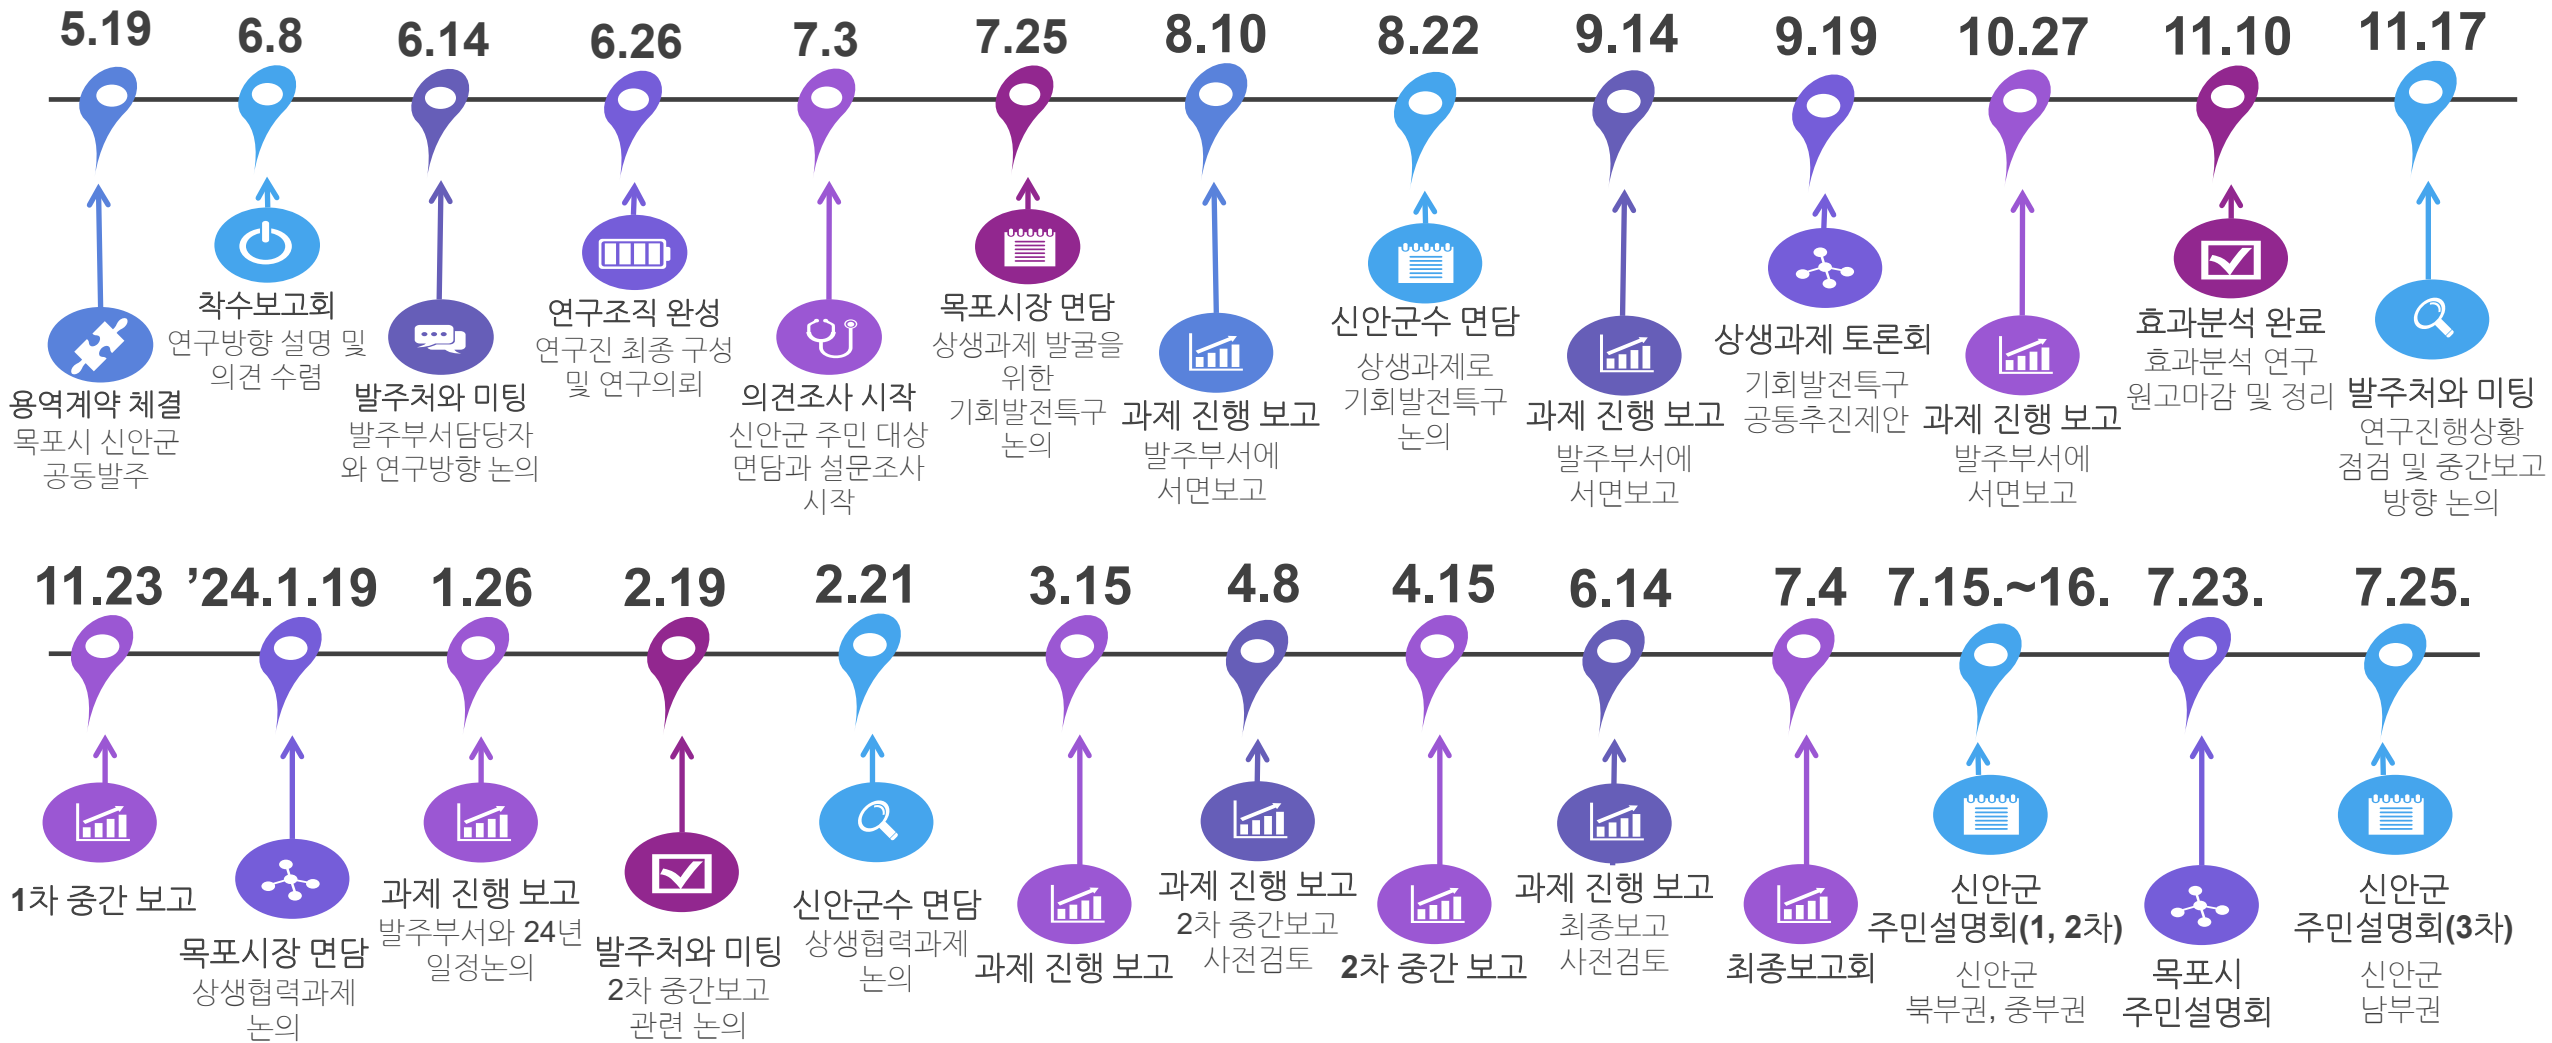 5.19
용역계약 체결
목포시 신안군
공동발주
6.8
착수보고회
연구방향 설명 및
의견 수렴
6.14
발주처와 미팅
발주부서담당자
와 연구방향 논의
6.26
연구조직 완성
연구진 최종 구성
및 연구의뢰
7.3
의견조사 시작
신안군 주민 대상
면담과 설문조사
시작
7.25
목포시장 면담
상생과제 발굴을
위한
기회발전특구
논의
8.10
과제 진행 보고
발주부서에
서면보고
8.22
신안군수 면담
상생과제로
기회발전특구
논의
9.14
과제 진행 보고
발주부서에
서면보고
9.19
상생과제 토론회
기회발전특구
공통추진제안
10.27
과제 진행 보고
발주부서에
서면보고
11.10
효과분석 완료
효과분석 연구
원고마감 및 정리
11.17
발주처와 미팅
연구진행상황
점검 및 중간보고
방향 논의
11.23
1차 중간 보고
’24.1.19
목포시장 면담
상생협력과제
논의
1.26
과제 진행 보고
발주부서와 24년
일정논의
2.19
발주처와 미팅
2차 중간보고
관련 논의
2.21
신안군수 면담
상생협력과제
논의
3.15
과제 진행 보고
4.8
과제 진행 보고
2차 중간보고
사전검토
4.15
2차 중간 보고
6.14
과제 진행 보고
최종보고
사전검토
7.4
최종보고회
7.15.~16.
신안군
주민설명회(1, 2차)
신안군
북부권, 중부권
7.23.
목포시
주민설명회
7.25.
신안군
주민설명회(3차)
신안군
남부권